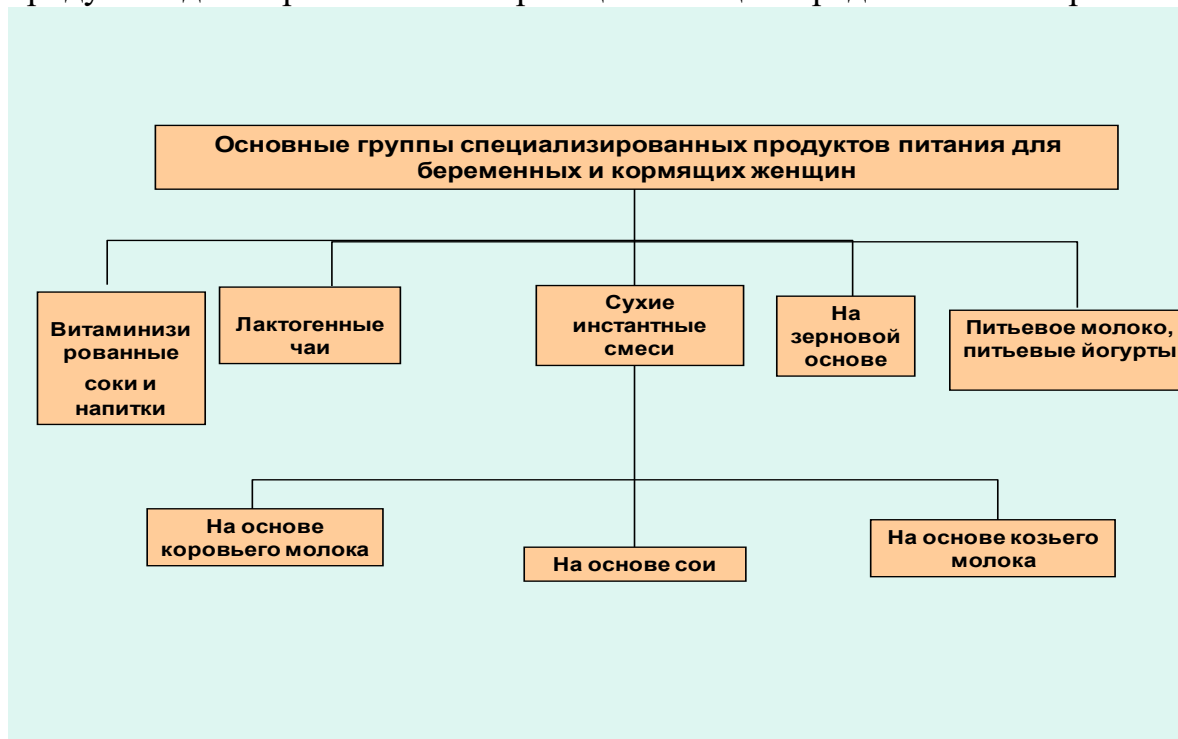 Основные группы специализированных продуктов питания для
беременных и кормящих женщин
Витаминизи
рованные
соки и
напитки
Лактогенные
чаи
Сухие
инстантные
смеси
На
зерновой
основе
Питьевое молоко,
питьевые йогурты
На основе
коровьего молока
На основе сои
На основе козьего
молока